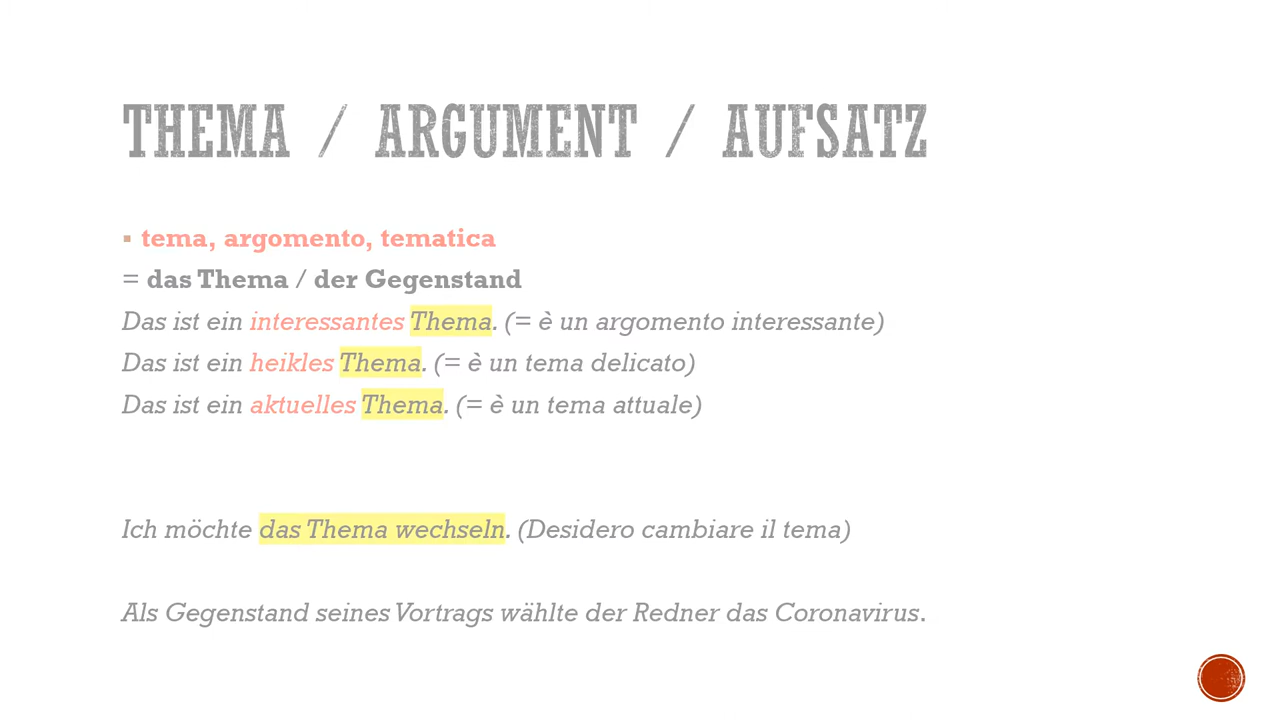 THEMA / ARGUMENT / AUFSATZ
▪ tema, argomento, tematica
= das Thema / der Gegenstand
Das ist ein interessantes Thema. (= è un argomento interessante)
Das ist ein heikles Thema. (= è un tema delicato)
Das ist ein aktuelles Thema. (= è un tema attuale)
Ich möchte das Thema wechseln. (Desidero cambiare il tema)
Als Gegenstand seines Vortrags wählte der Redner das Coronavirus.